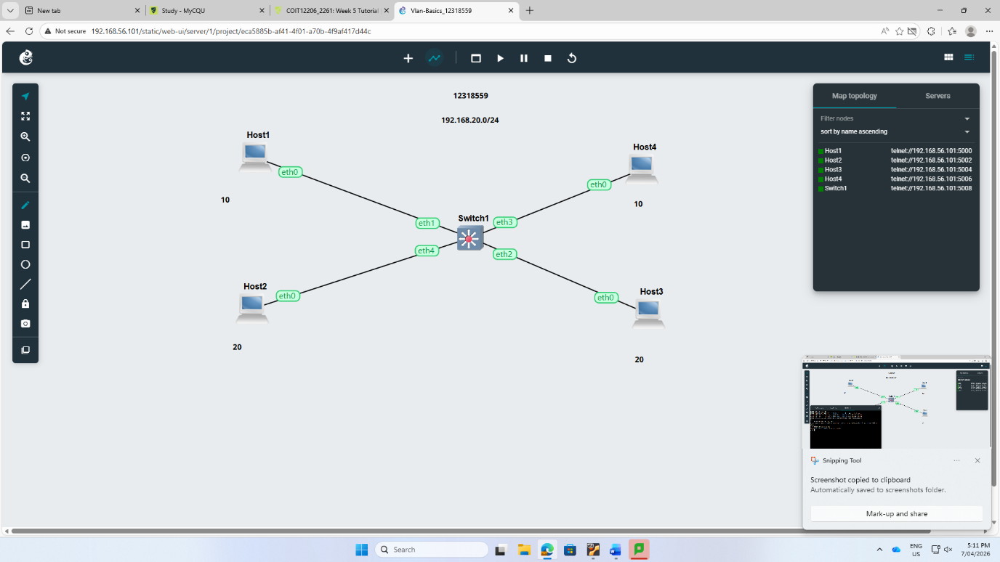 New tab
Study - MyCQU
COIT12206_2261: Week 5 Tutorial
Vlan-Basics_12318559
Not secure
192.168.56.101/static/web-ui/server/1/project/eca5885b-af41-4f01-a70b-4f9af417d44c
12318559
192.168.20.0/24
Host1
eth0
10
Host4
eth0
10
Switch1
eth1
eth3
eth4
eth2
Host2
eth0
20
Host3
eth0
20
Map topology
Servers
Filter nodes
sort by name ascending
Host1 telnet://192.168.56.101:5000
Host2 telnet://192.168.56.101:5002
Host3 telnet://192.168.56.101:5004
Host4 telnet://192.168.56.101:5006
Switch1 telnet://192.168.56.101:5008
Snipping Tool
Screenshot copied to clipboard
Automatically saved to screenshots folder.
Mark-up and share
Search
ENG
US
5:11 PM
7/04/2026